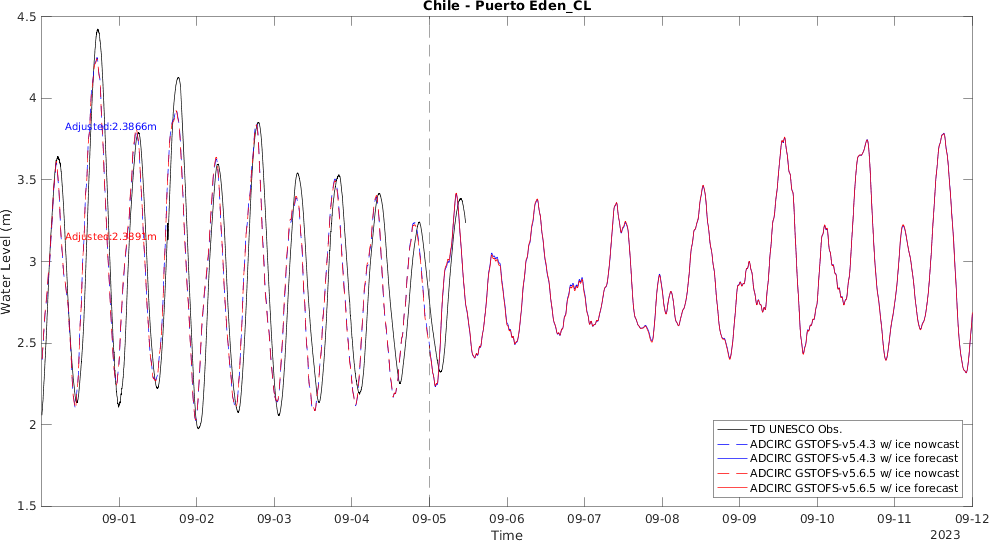 Chile - Puerto Eden_CL
4.5
4
3.5
3
2.5
2
1.5
Water Level (m)
Adjusted:2.3866m
Adjusted:2.3891m
TD UNESCO Obs.
ADCIRC GSTOFS-v5.4.3 w/ ice nowcast
ADCIRC GSTOFS-v5.4.3 w/ ice forecast
ADCIRC GSTOFS-v5.6.5 w/ ice nowcast
ADCIRC GSTOFS-v5.6.5 w/ ice forecast
09-01 09-02 09-03 09-04 09-05 09-06 09-07 09-08 09-09 09-10 09-11 09-12
Time
2023